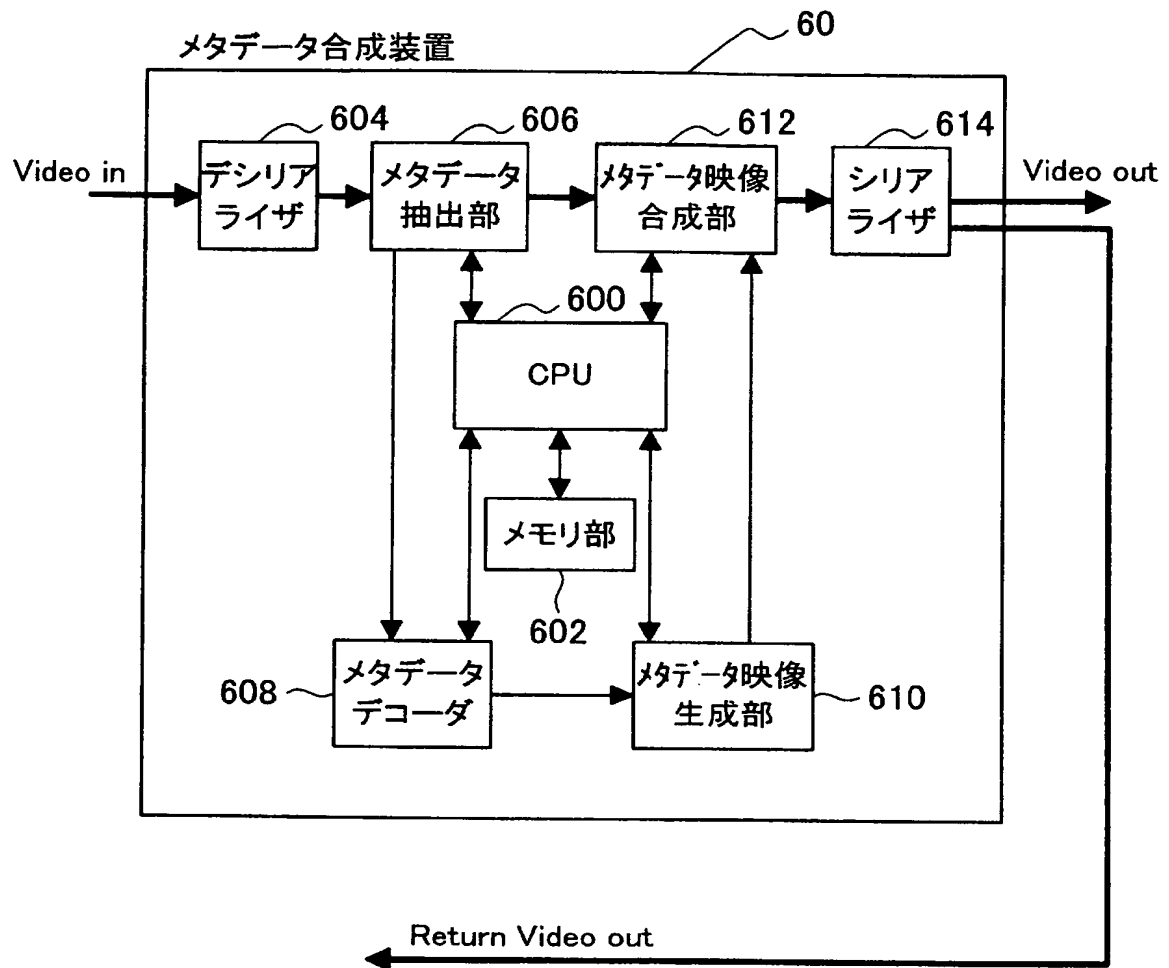 60
メタデータ合成装置
604
606
612
614
Video in
デシリア
ライザ
メタデータ
抽出部
メタデータ映像
合成部
シリア
ライザ
Video out
600
CPU
メモリ部
602
608
メタデータ
デコーダ
メタデータ映像
生成部
610
Return Video out